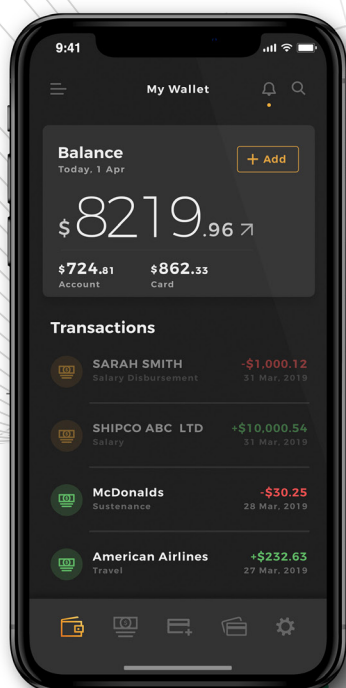 9:41
My Wallet
Balance
+ Add
Today, 1 Apr
$8219.96
$724.81 $862.33
Account Card
Transactions
SARAH SMITH -$1,000.12
Salary Disbursement 31 Mar, 2019
SHIPCO ABC LTD +$10,000.54
Salary 31 Mar, 2019
McDonalds -$30.25
Sustenance 28 Mar, 2019
American Airlines +$232.63
Travel 27 Mar, 2019